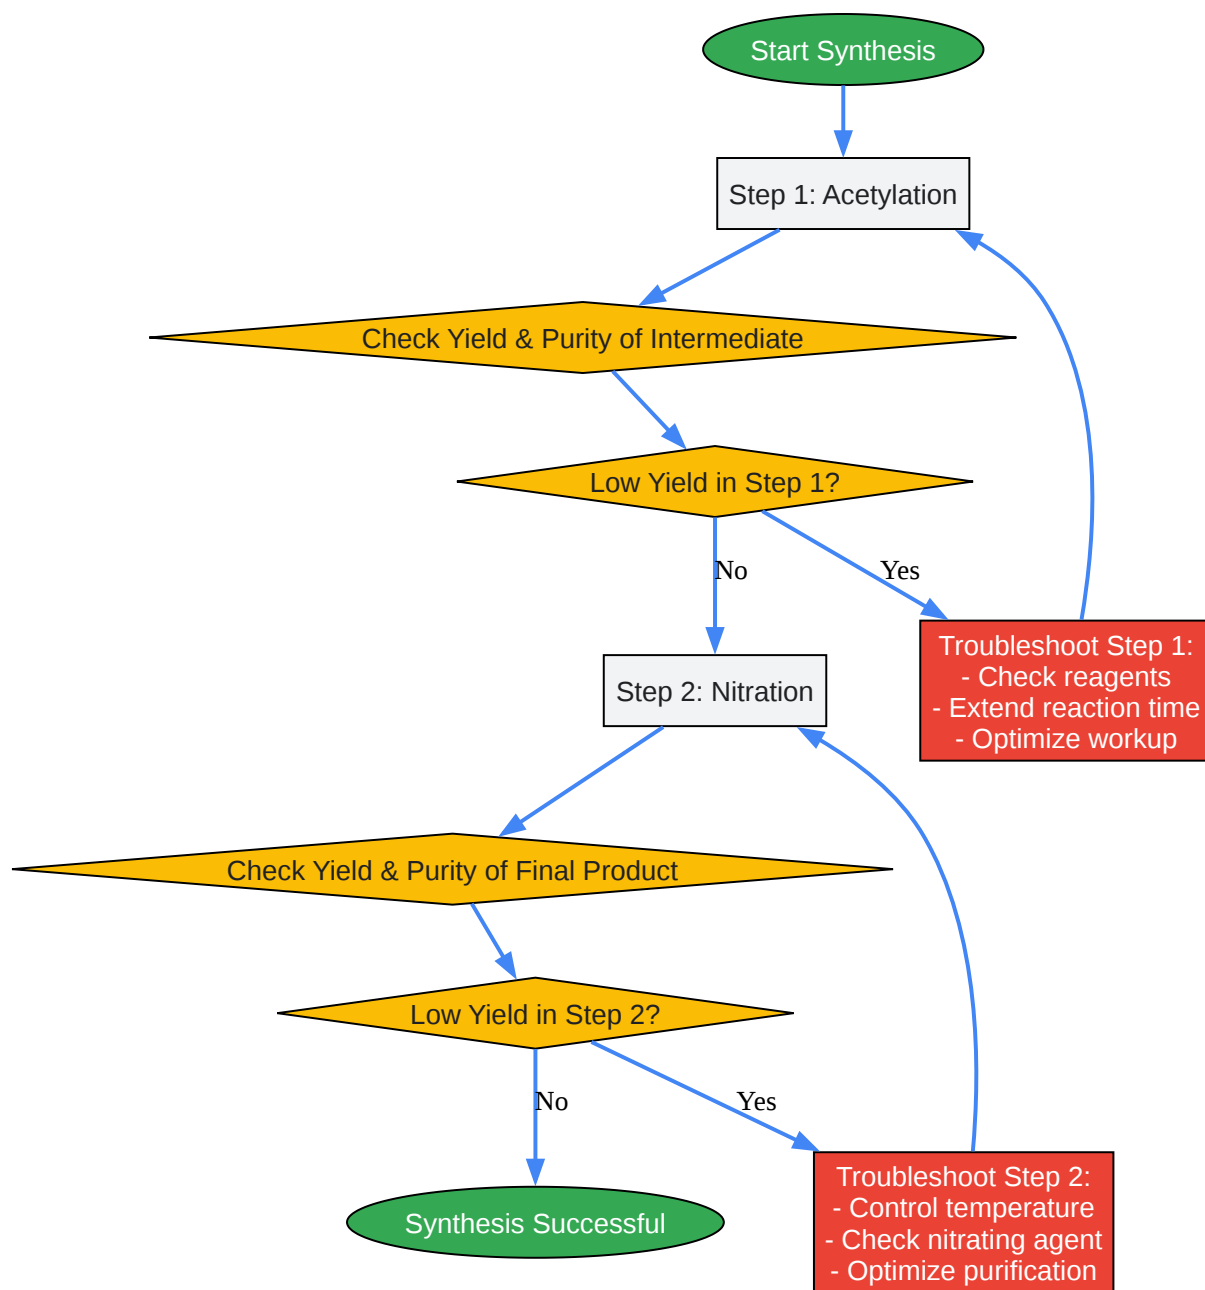 Start Synthesis
Step 1: Acetylation
Check Yield & Purity of Intermediate
Low Yield in Step 1?
No
Yes
Troubleshoot Step 1:
- Check reagents
- Extend reaction time
- Optimize workup
Step 2: Nitration
Check Yield & Purity of Final Product
Low Yield in Step 2?
No
Yes
Troubleshoot Step 2:
- Control temperature
- Check nitrating agent
- Optimize purification
Synthesis Successful